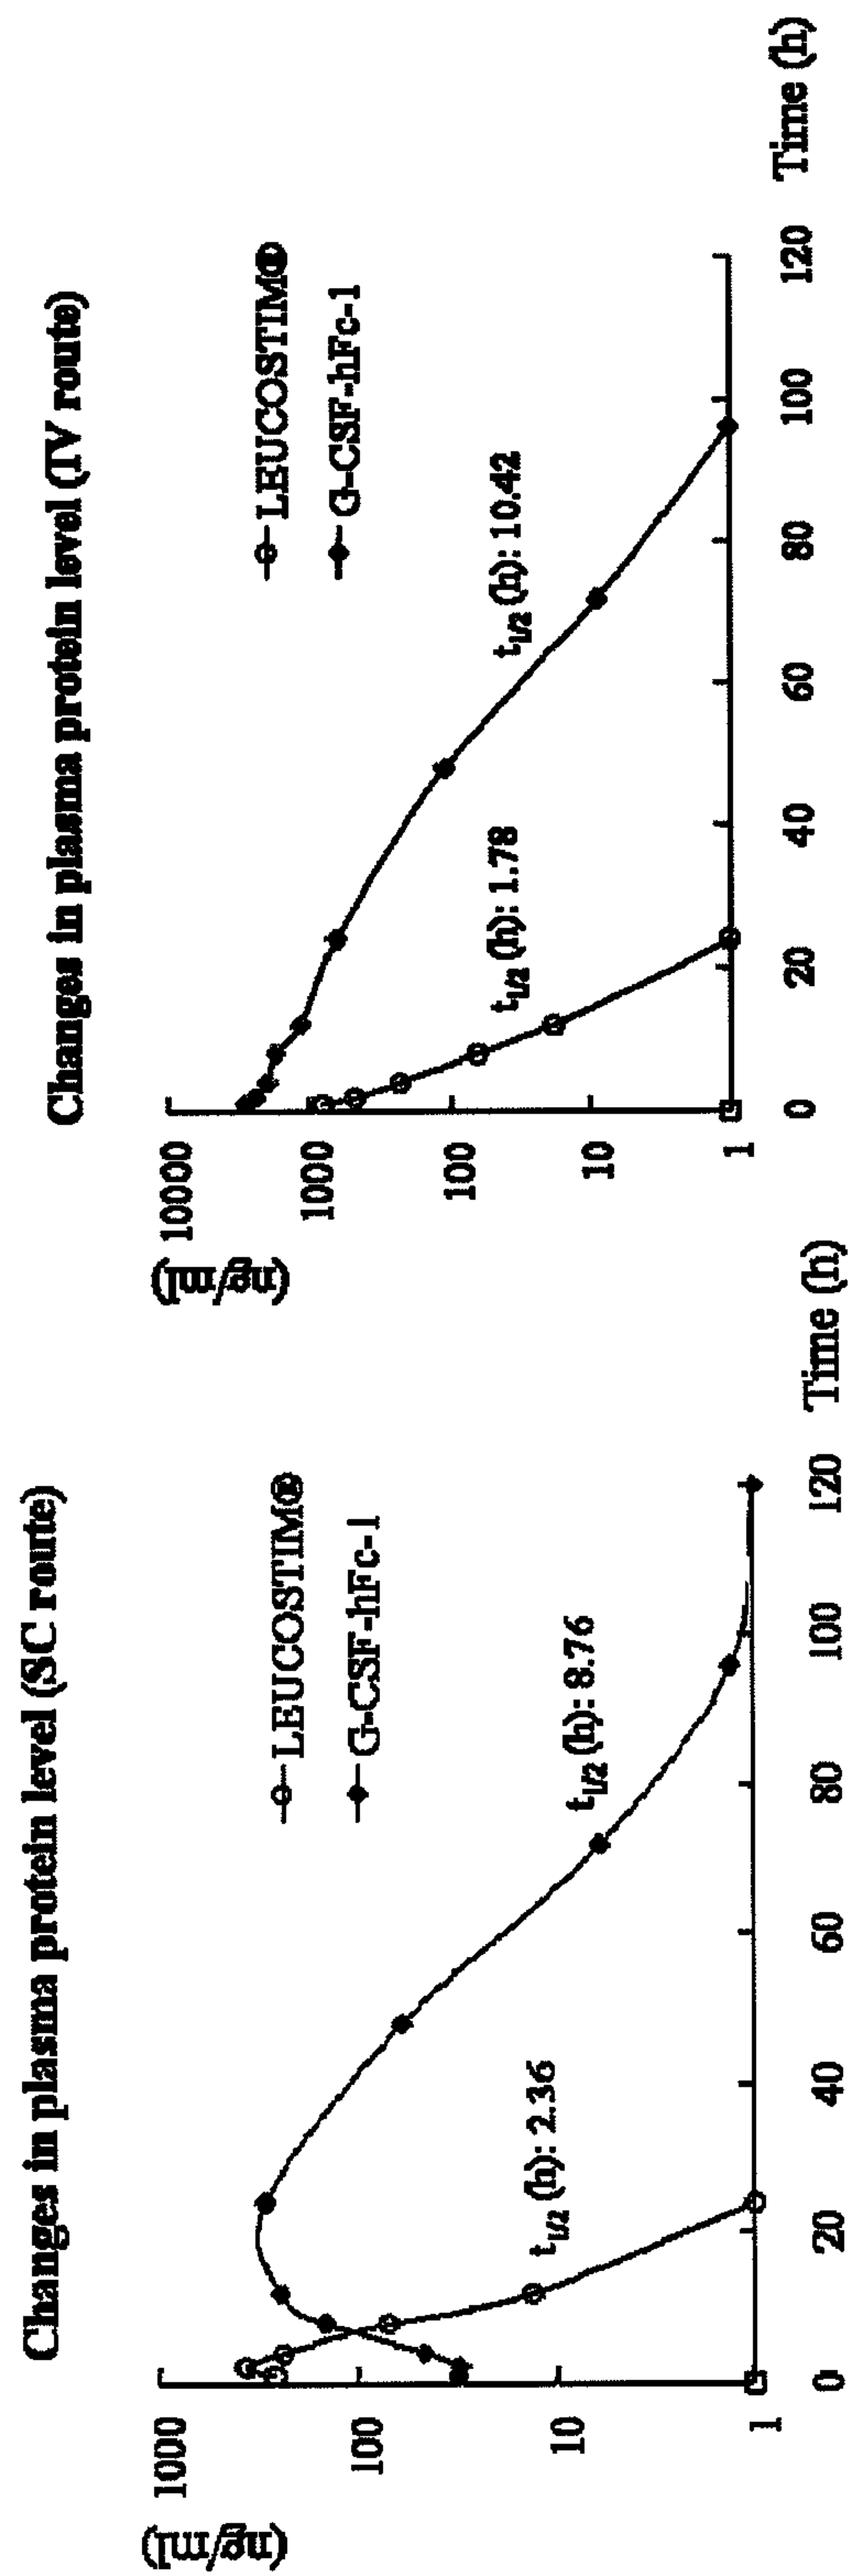 Changes in plasma protein level (SC route)
(ng/ml)
1000
100
10
1
LEUCOSTIM®
G-CSF-hFc-1
t1/2 (h): 2.36
t1/2 (h): 8.76
0 20 40 60 80 100 120 Time (h)
Changes in plasma protein level (IV route)
(ng/ml)
10000
1000
100
10
1
LEUCOSTIM®
G-CSF-hFc-1
t1/2 (h): 1.78
t1/2 (h): 10.42
0 20 40 60 80 100 120 Time (h)